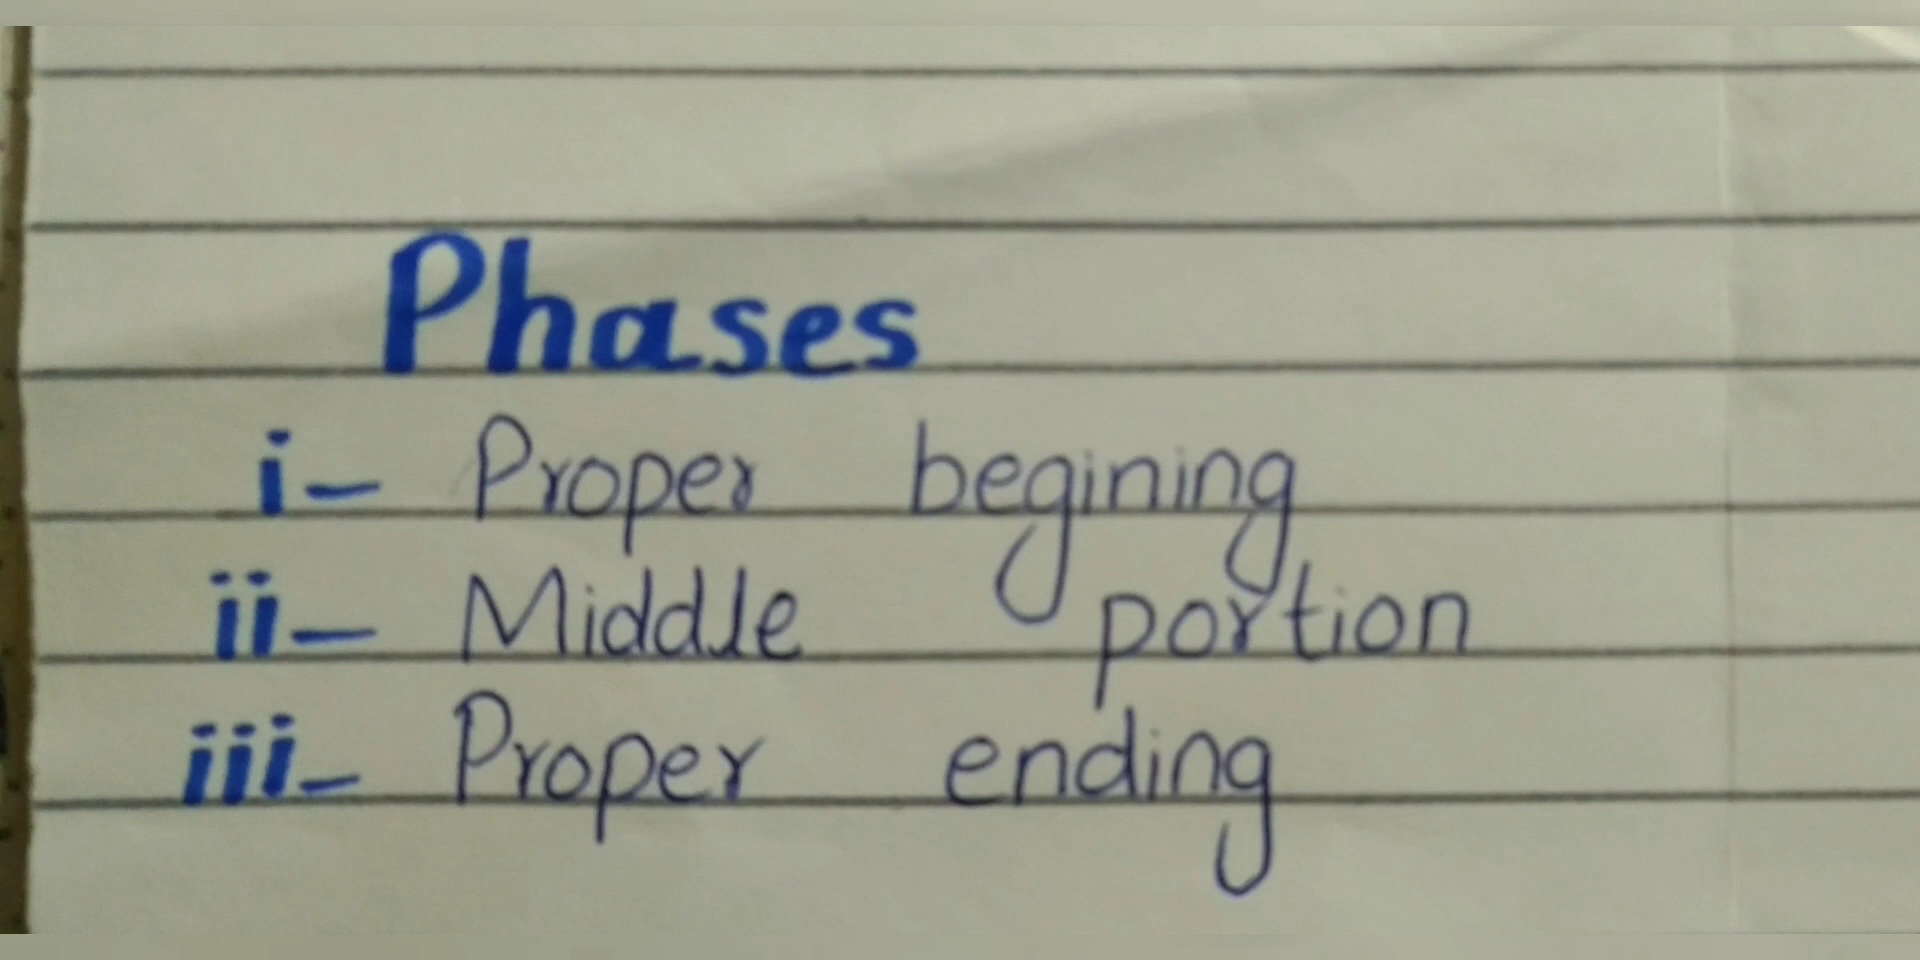 Phases
i- Proper begining
ii- Middle portion
iii- Proper ending